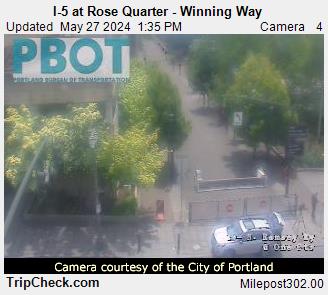 I-5 at Rose Quarter - Winning Way
Updated May 27 2024 1:35 PM Camera 4
PBOT
PORTLAND BUREAU OF TRANSPORTATION
Camera courtesy of the City of Portland
TripCheck.com Milepost302.00